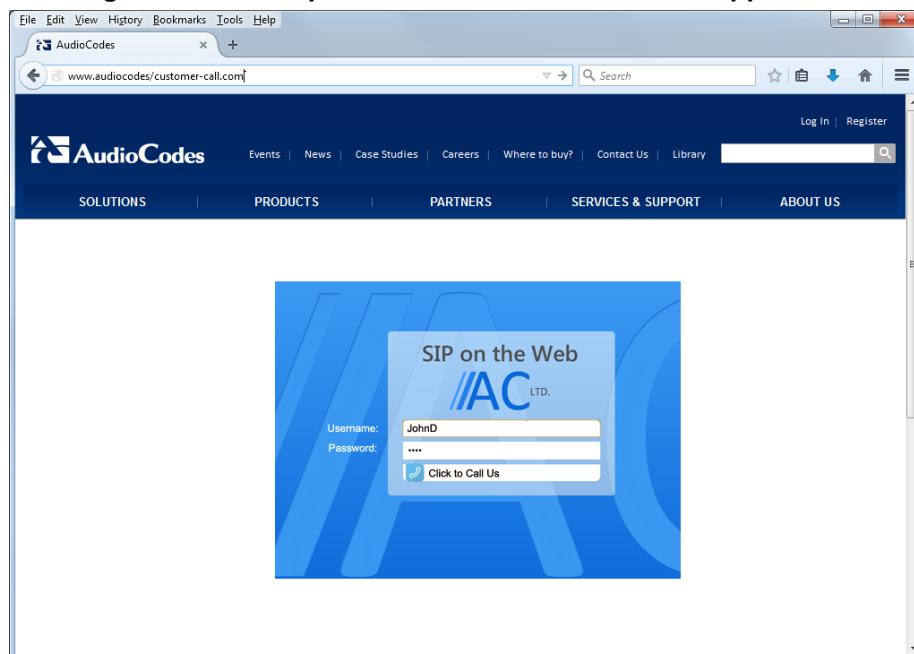 File Edit View History Bookmarks Tools Help
AudioCodes × +
www.audiocodes/customer-call.com
Search
Log In | Register
AudioCodes
Events | News | Case Studies | Careers | Where to buy? | Contact Us | Library
SOLUTIONS | PRODUCTS | PARTNERS | SERVICES & SUPPORT | ABOUT US
SIP on the Web
//AC LTD.
Username: JohnD
Password: ••••
Click to Call Us